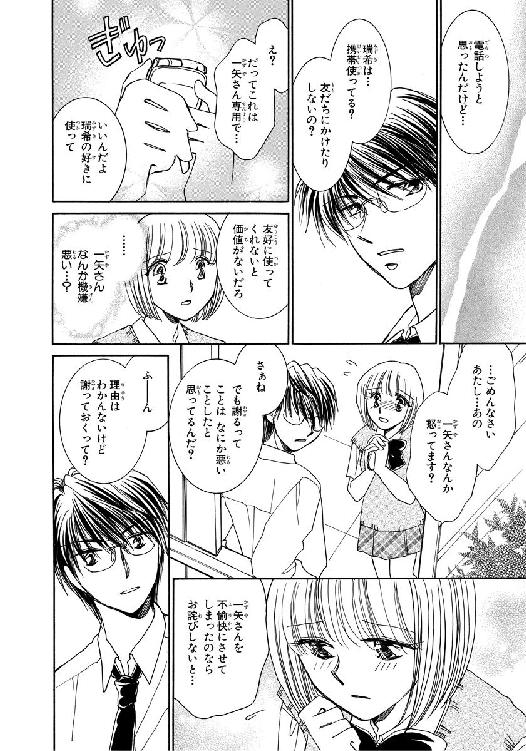 電話しようと
思ったんだけど…
瑞希は…
携帯使ってる?
友だちにかけたり
しないの?
え?
だってこれは
一矢さん専用で…
ぎゅっ
いいんだよ
瑞希の好きに
使って
友好に使って
くれないと
価値がないだろ
……
一矢さん
なんか機嫌
悪い…?
…ごめんなさい
あたし…あの
一矢さんなんか
怒ってます?
さぁね
でも謝るって
ことは なにか悪い
ことしたと
思ってるんだ?
ふーん
理由は
わかんないけど
謝っておくって?
一矢さんを
不愉快にさせて
しまったのなら
お詫びしないと…